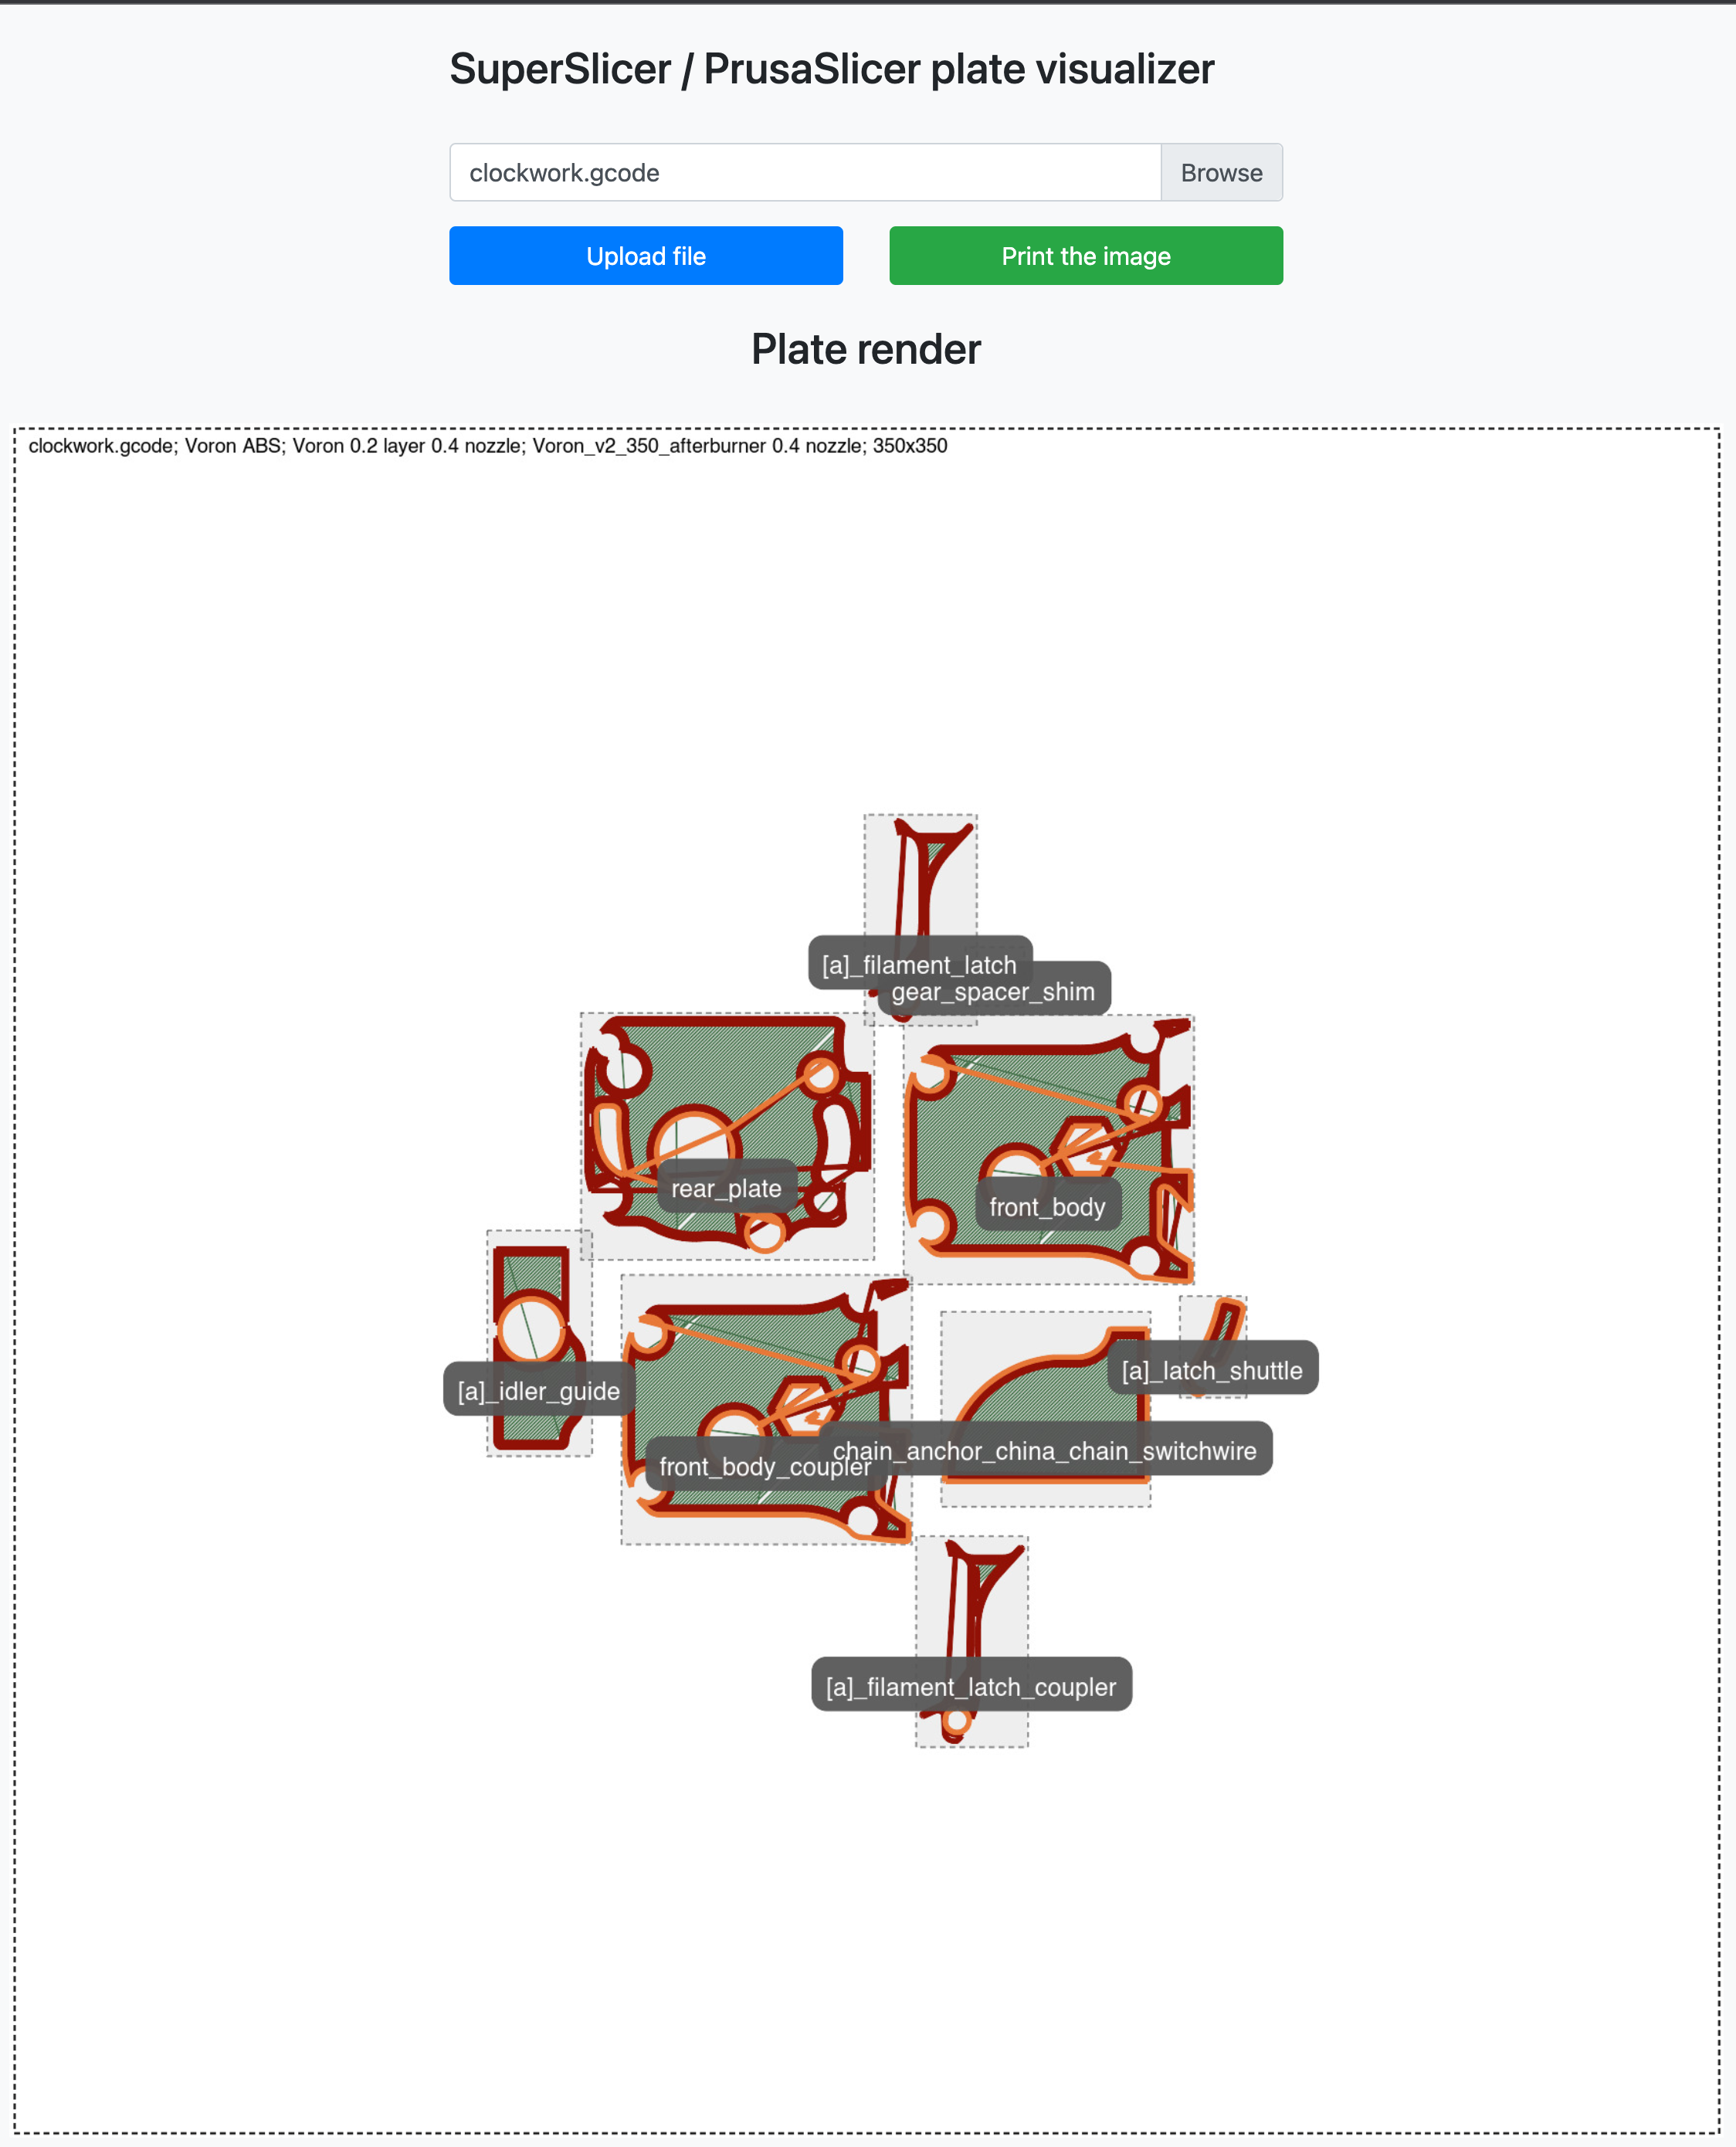 SuperSlicer / PrusaSlicer plate visualizer
clockwork.gcode
Browse
Upload file
Print the image
Plate render
clockwork.gcode; Voron ABS; Voron 0.2 layer 0.4 nozzle; Voron_v2_350_afterburner 0.4 nozzle; 350x350
[a]_filament_latch
gear_spacer_shim
rear_plate
front_body
[a]_latch_shuttle
[a]_idler_guide
chain_anchor_china_chain_switchwire
front_body_coupler
[a]_filament_latch_coupler